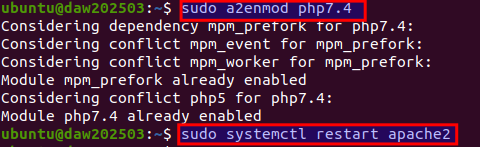 ubuntu@daw202503:~$ sudo a2enmod php7.4
Considering dependency mpm_prefork for php7.4:
Considering conflict mpm_event for mpm_prefork:
Considering conflict mpm_worker for mpm_prefork:
Module mpm_prefork already enabled
Considering conflict php5 for php7.4:
Module php7.4 already enabled
ubuntu@daw202503:~$ sudo systemctl restart apache2